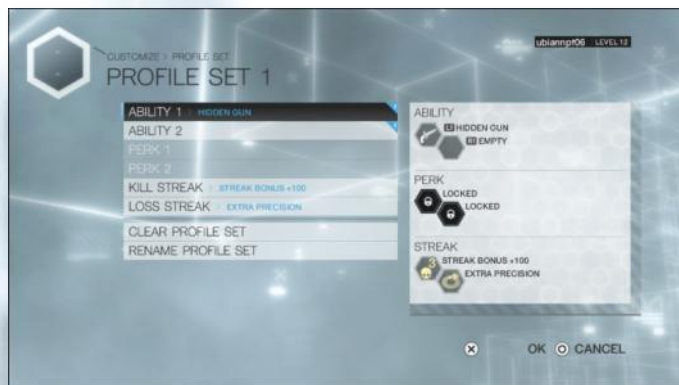 ubiannpf06 LEVEL 12
CUSTOMIZE > PROFILE SET
PROFILE SET 1
ABILITY 1 > HIDDEN GUN
ABILITY 2
PERK 1
PERK 2
KILL STREAK > STREAK BONUS +100
LOSS STREAK > EXTRA PRECISION
CLEAR PROFILE SET
RENAME PROFILE SET
ABILITY
HIDDEN GUN
EMPTY
PERK
LOCKED
LOCKED
STREAK
3
STREAK BONUS +100
EXTRA PRECISION
OK CANCEL